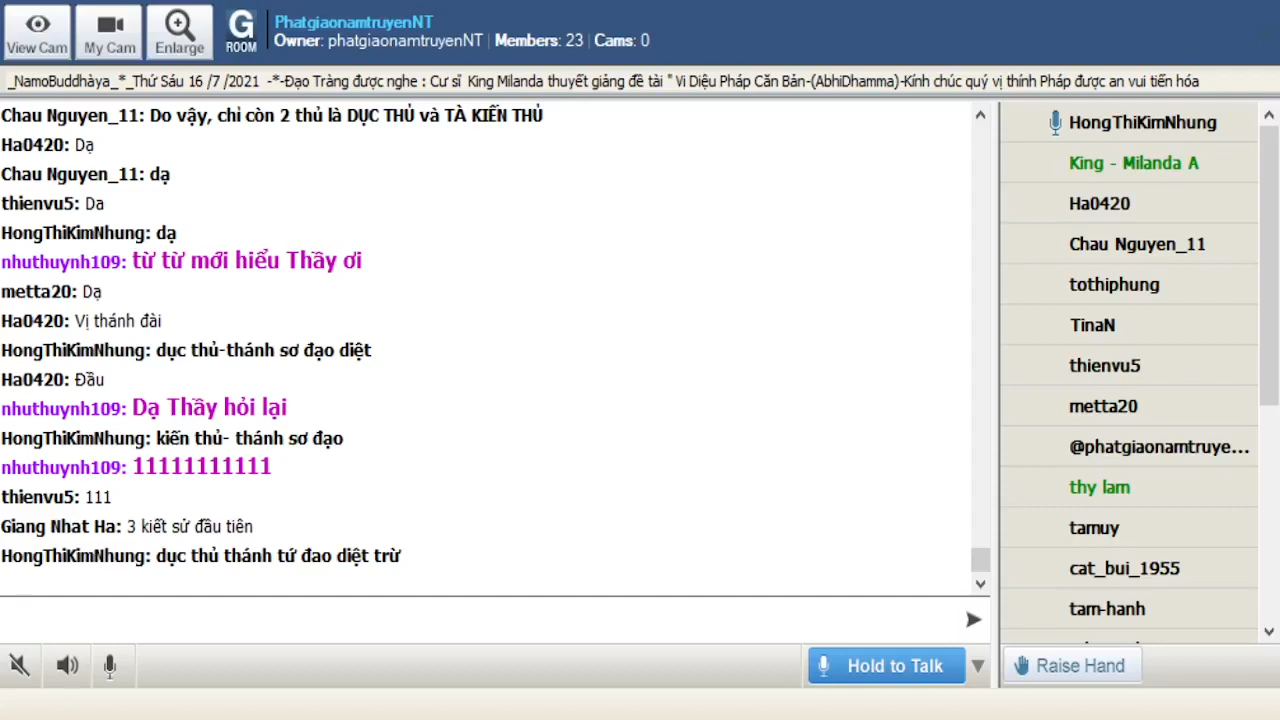 View Cam
My Cam
Enlarge
G
ROOM
PhatgiaonamtruyenNT
Owner: phatgiaonamtruyenNT | Members: 23 | Cams: 0
_NamoBuddhàya_*_Thứ Sáu 16 /7 /2021 -*-Đạo Tràng được nghe : Cư sĩ King Milanda thuyết giảng đề tài " Vi Diệu Pháp Căn Bản-(AbhiDhamma)-Kính chúc quý vị thính Pháp được an vui tiến hóa
Chau Nguyen_11: Do vậy, chỉ còn 2 thủ là DỤC THỦ và TÀ KIẾN THỦ
Ha0420: Dạ
Chau Nguyen_11: dạ
thienvu5: Da
HongThiKimNhung: dạ
nhuthuynh109: từ từ mới hiểu Thầy ơi
metta20: Dạ
Ha0420: Vị thánh đài
HongThiKimNhung: dục thủ-thánh sơ đạo diệt
Ha0420: Đầu
nhuthuynh109: Dạ Thầy hỏi lại
HongThiKimNhung: kiến thủ- thánh sơ đạo
nhuthuynh109: 11111111111
thienvu5: 111
Giang Nhat Ha: 3 kiết sử đầu tiên
HongThiKimNhung: dục thủ thánh tứ đao diệt trừ
HongThiKimNhung
King - Milanda A
Ha0420
Chau Nguyen_11
tothiphung
TinaN
thienvu5
metta20
@phatgiaonamtruye...
thy lam
tamuy
cat_bui_1955
tam-hanh
Hold to Talk
Raise Hand